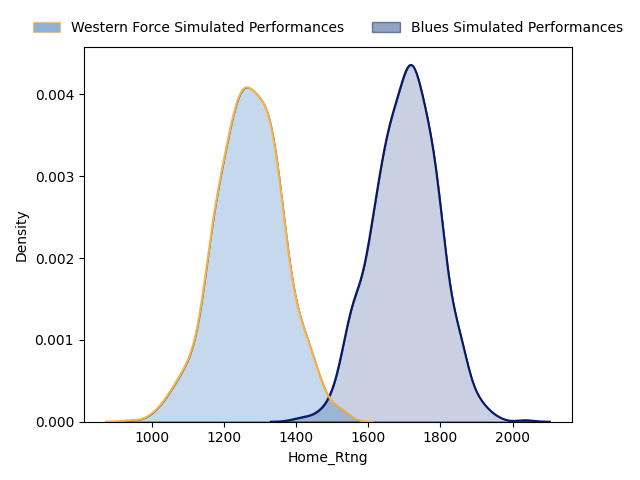 Western Force Simulated Performances
Blues Simulated Performances
0.004
0.003
0.002
0.001
0.000
Density
1000 1200 1400 1600 1800 2000
Home_Rtng